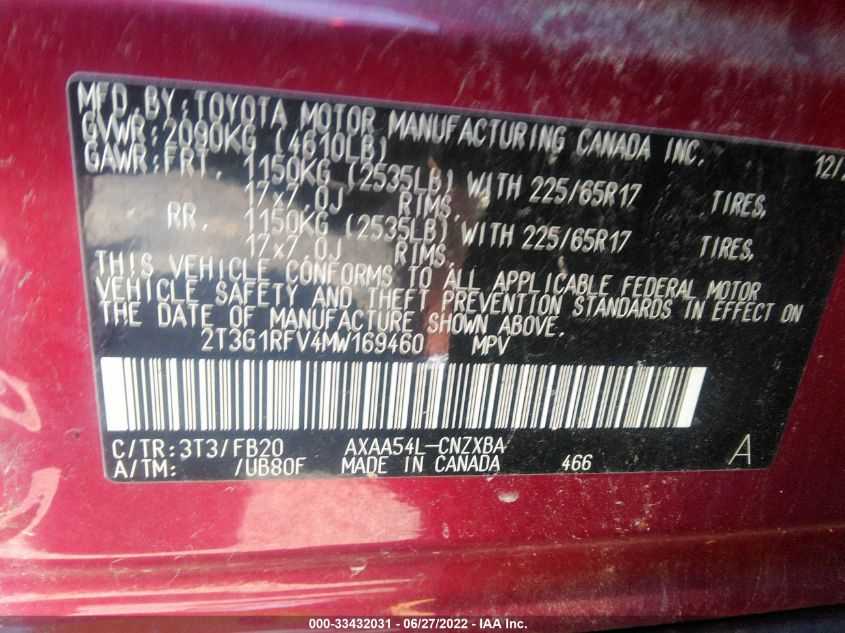 MFD.BY:TOYOTA MOTOR MANUFACTURING CANADA INC.
GVWR:2090KG (4610LB) 12/
GAWR:FRT. 1150KG (2535LB) WITH 225/65R17 TIRES,
17x7.0J RIMS,
RR. 1150KG (2535LB) WITH 225/65R17 TIRES,
17x7.0J RIMS
THIS VEHICLE CONFORMS TO ALL APPLICABLE FEDERAL MOTOR
VEHICLE SAFETY AND THEFT PREVENTION STANDARDS IN EFFECT ON
THE DATE OF MANUFACTURE SHOWN ABOVE.
2T3G1RFV4MW169460 MPV
C/TR:3T3/FB20 AXAA54L-CNZXBA
A/TM: /UB80F MADE IN CANADA 466 A
000-33432031 - 06/27/2022 - IAA Inc.